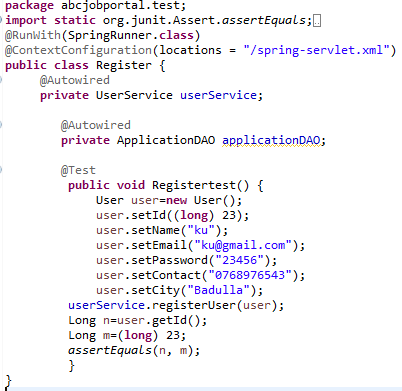 package abcjobportal.test;
import static org.junit.Assert.assertEquals;
@RunWith(SpringRunner.class)
@ContextConfiguration(locations = "/spring-servlet.xml")
public class Register {
@Autowired
private UserService userService;
@Autowired
private ApplicationDAO applicationDAO;
@Test
public void Registertest() {
User user=new User();
user.setId((long) 23);
user.setName("ku");
user.setEmail("ku@gmail.com");
user.setPassword("23456");
user.setContact("0768976543");
user.setCity("Badulla");
userService.registerUser(user);
Long n=user.getId();
Long m=(long) 23;
assertEquals(n, m);
}
}